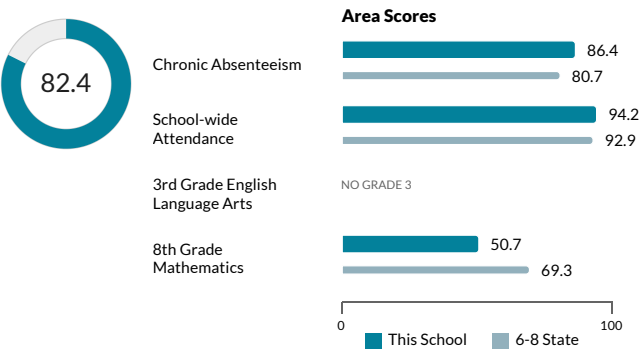 Area Scores
82.4
Chronic Absenteeism
86.4
80.7
School-wide
Attendance
94.2
92.9
3rd Grade English
Language Arts
NO GRADE 3
8th Grade
Mathematics
50.7
69.3
0 100
This School 6-8 State